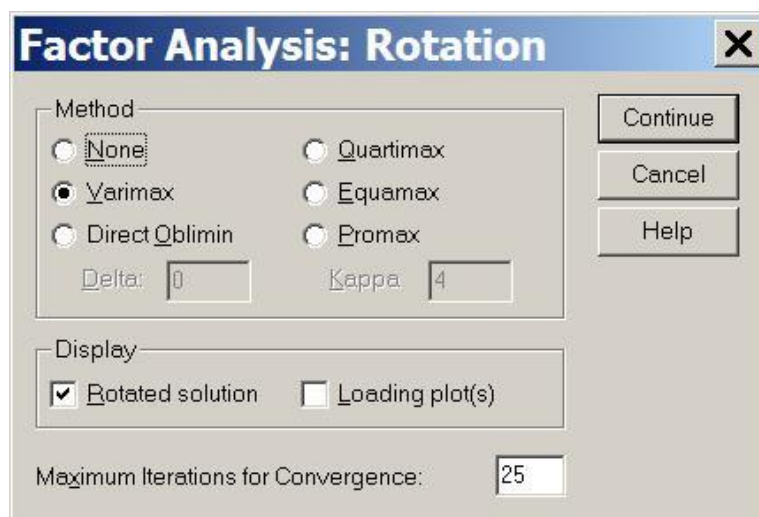 Factor Analysis: Rotation
Method
None
Quartimax
Varimax
Equamax
Direct Oblimin
Promax
Delta: 0
Kappa 4
Continue
Cancel
Help
Display
Rotated solution
Loading plot(s)
Maximum Iterations for Convergence: 25